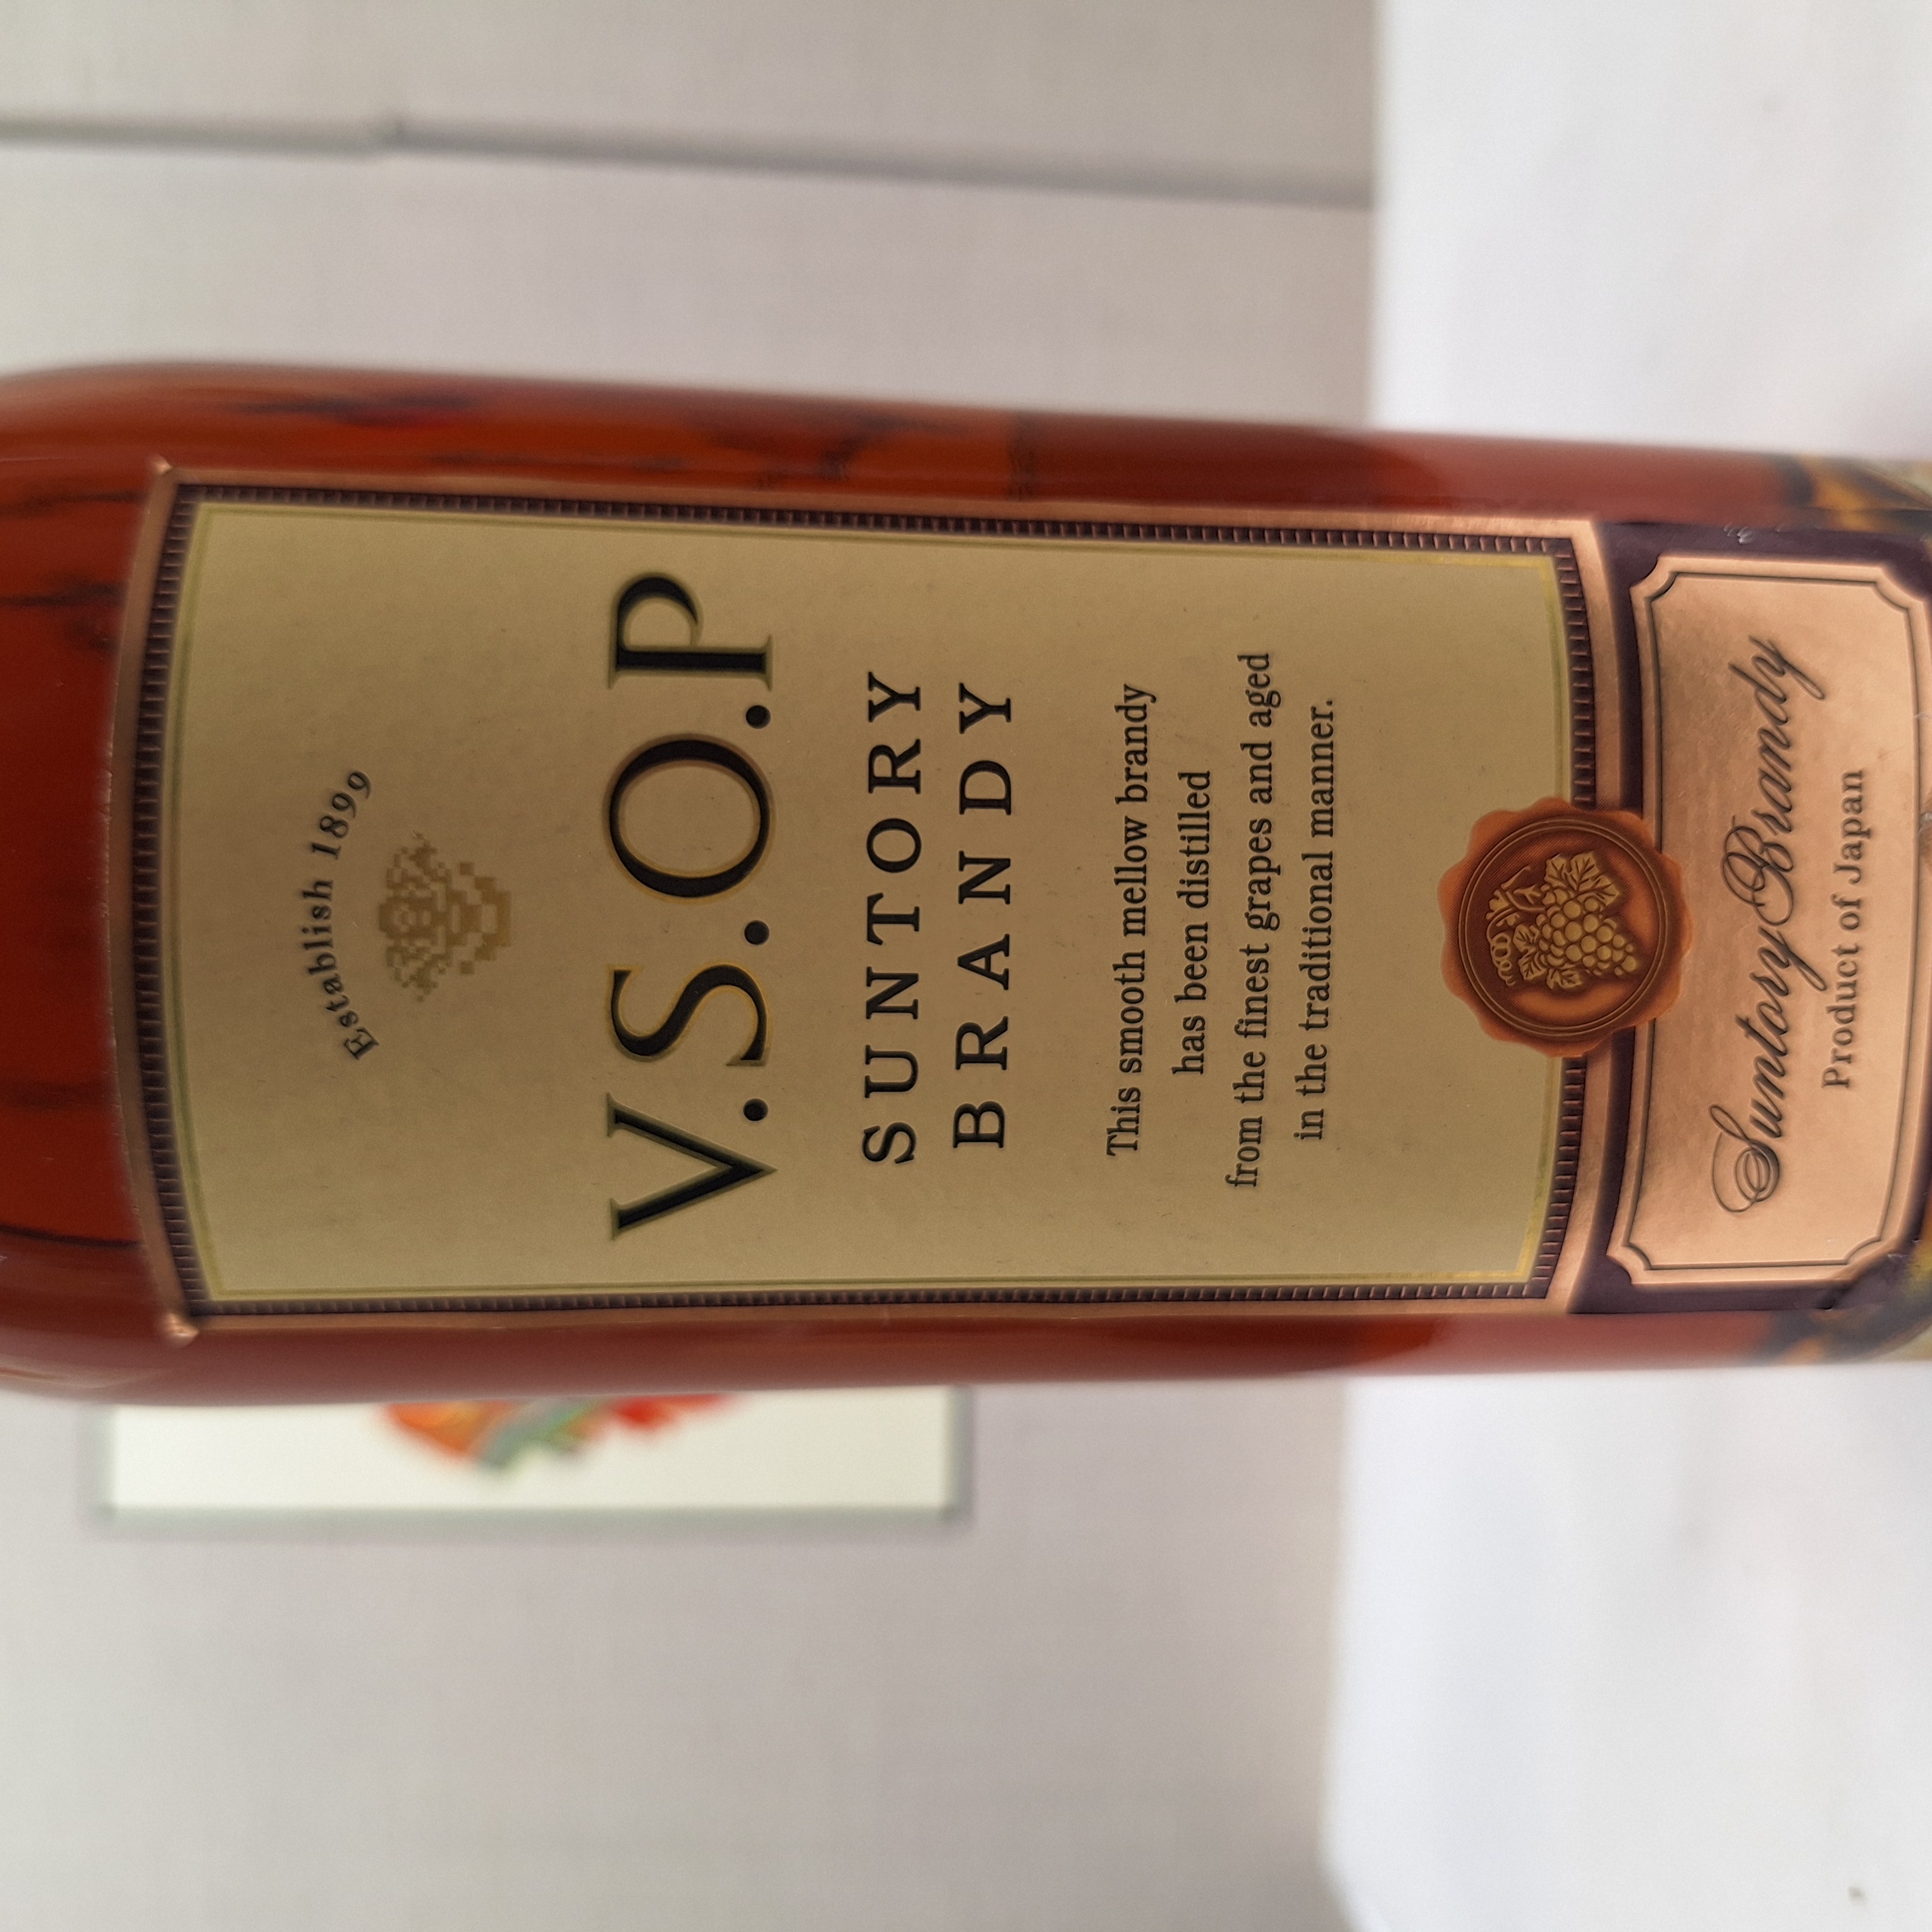 Establish 1899
V.S.O.P
SUNTORY
BRANDY
This smooth mellow brandy
has been distilled
from the finest grapes and aged
in the traditional manner.
Suntory Brandy
Product of Japan